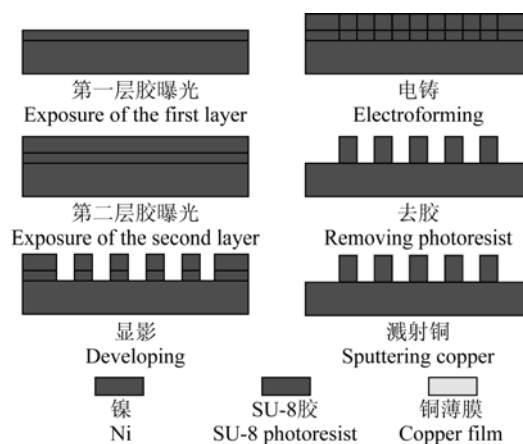 第一层胶曝光
Exposure of the first layer
电铸
Electroforming
第二层胶曝光
Exposure of the second layer
去胶
Removing photoresist
显影
Developing
溅射铜
Sputtering copper
镍
Ni
SU-8胶
SU-8 photoresist
铜薄膜
Copper film